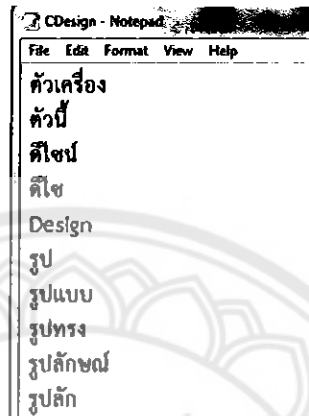 CDesign - Notepad
File Edit Format View Help
ตัวเครื่อง
ตัวนี้
ดีไซน์
ดีไซ
Design
รูป
รูปแบบ
รูปทรง
รูปลักษณ์
รูปลัก